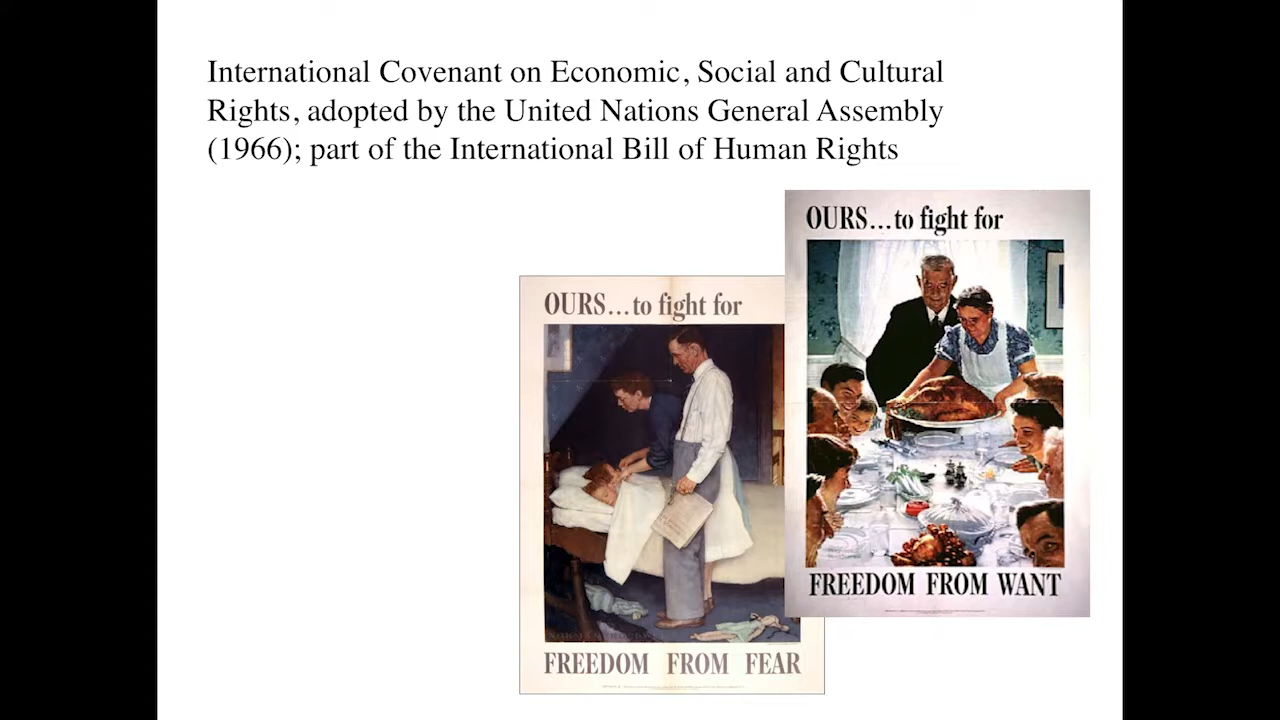 International Covenant on Economic, Social and Cultural
Rights, adopted by the United Nations General Assembly
(1966); part of the International Bill of Human Rights
OURS...to fight for
FREEDOM FROM WANT
OURS...to fight for
FREEDOM FROM FEAR